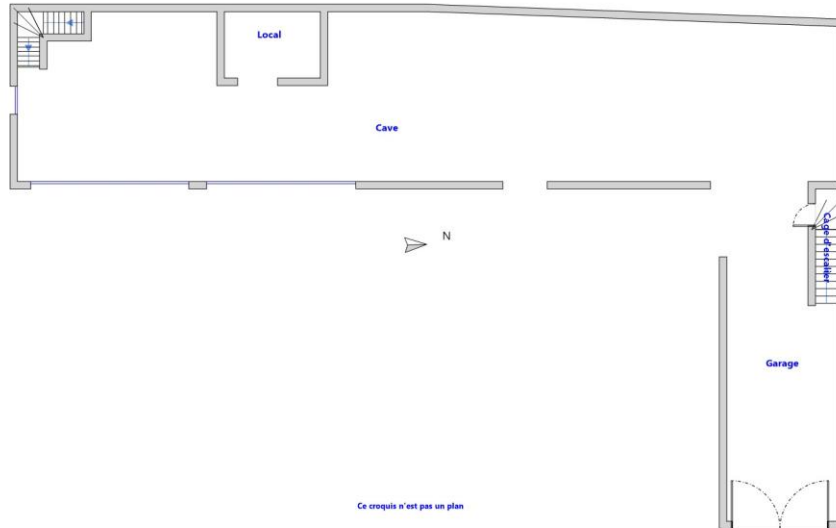 Local
Cave
N
Cage d'escalier
Garage
Ce croquis n'est pas un plan